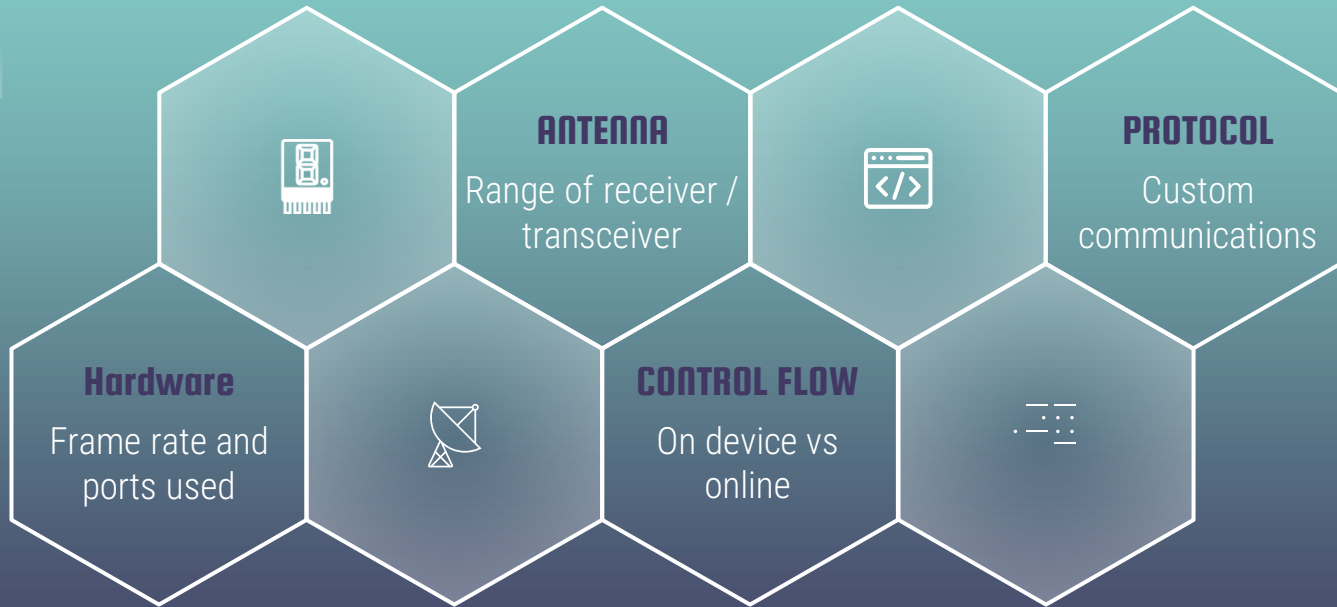 ANTENNA
Range of receiver /
transceiver
PROTOCOL
Custom
communications
Hardware
Frame rate and
ports used
CONTROL FLOW
On device vs
online